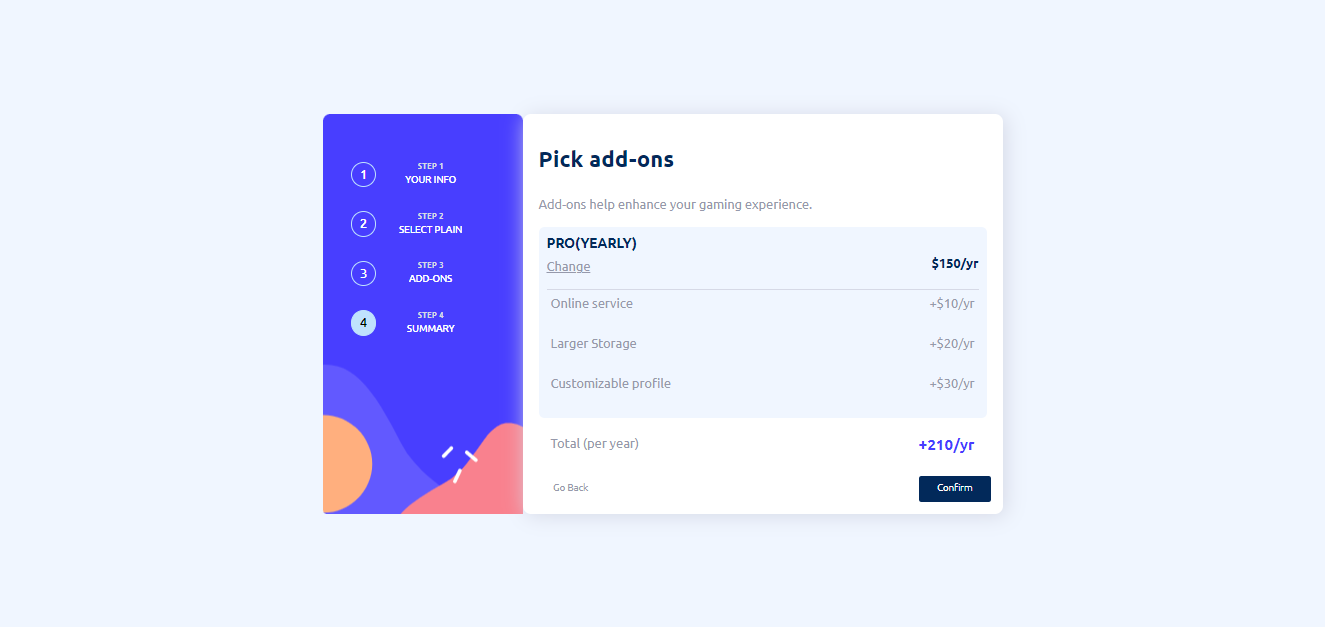 1
STEP 1
YOUR INFO
2
STEP 2
SELECT PLAIN
3
STEP 3
ADD-ONS
4
STEP 4
SUMMARY
Pick add-ons
Add-ons help enhance your gaming experience.
PRO(YEARLY)
Change
$150/yr
Online service +$10/yr
Larger Storage +$20/yr
Customizable profile +$30/yr
Total (per year) +210/yr
Go Back
Confirm